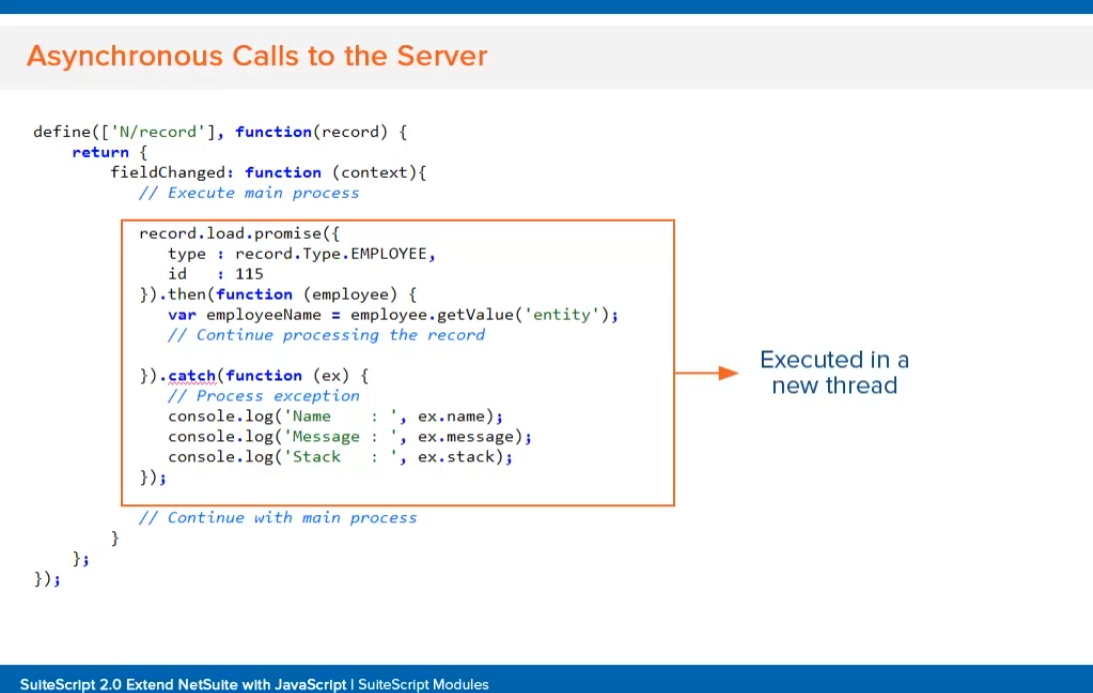 Asynchronous Calls to the Server
define(['N/record'], function(record) {
    return {
        fieldChanged: function (context){
           // Execute main process
           record.load.promise({
              type : record.Type.EMPLOYEE,
              id   : 115
           }).then(function (employee) {
              var employeeName = employee.getValue('entity');
              // Continue processing the record
           }).catch(function (ex) {
              // Process exception
              console.log('Name    : ', ex.name);
              console.log('Message : ', ex.message);
              console.log('Stack   : ', ex.stack);
           });
           // Continue with main process
        }
    };
});
Executed in a
new thread
SuiteScript 2.0 Extend NetSuite with JavaScript | SuiteScript Modules